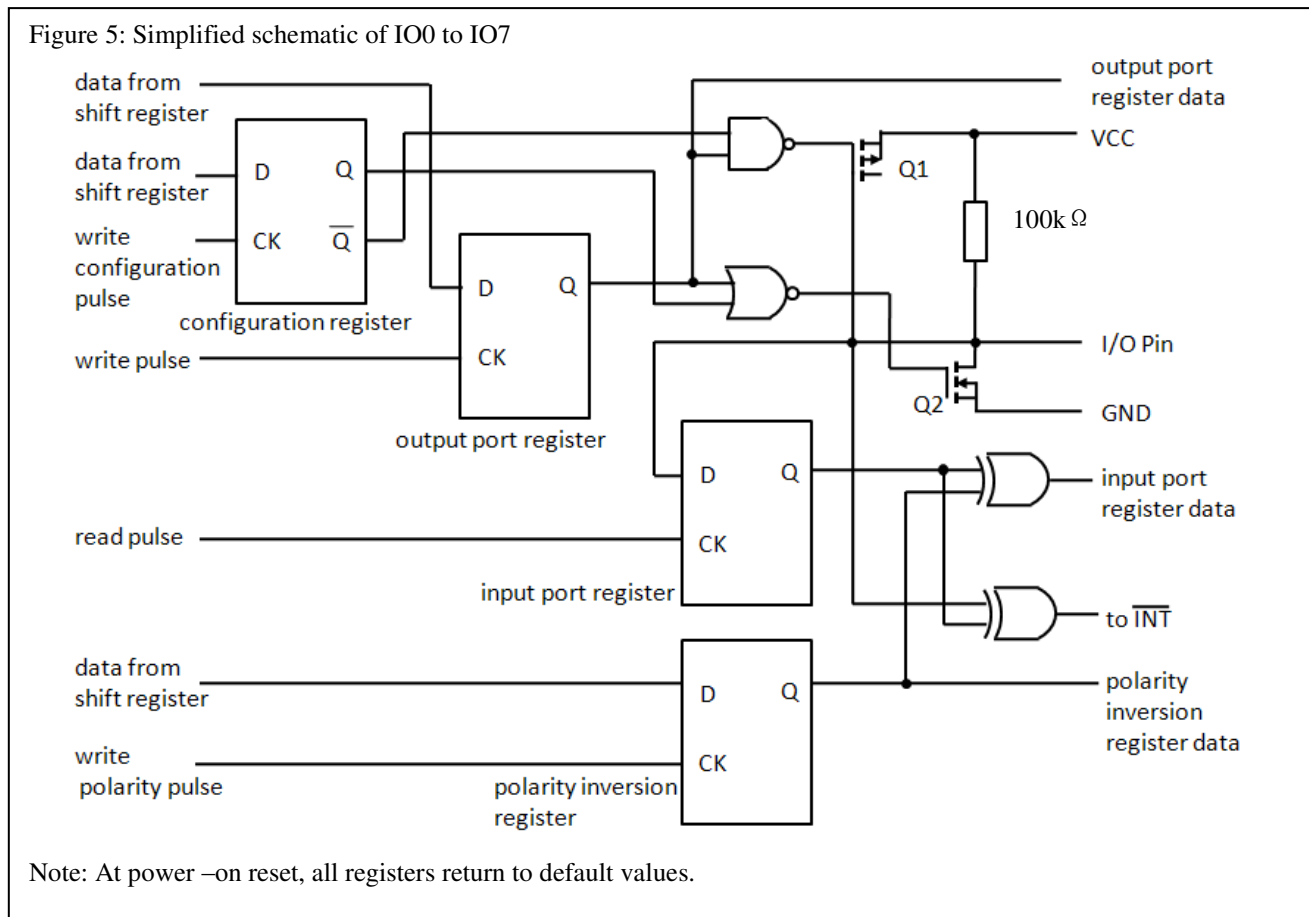 Figure 5: Simplified schematic of IO0 to IO7
data from
shift register
output port
register data
VCC
data from
shift register
D
Q
Q1
100k Ω
write
configuration
pulse
CK
Q
configuration register
D
Q
I/O Pin
write pulse
CK
Q2
GND
output port register
D
Q
input port
register data
read pulse
CK
input port register
to INT
data from
shift register
D
Q
polarity
inversion
register data
write
polarity pulse
CK
polarity inversion
register
Note: At power –on reset, all registers return to default values.